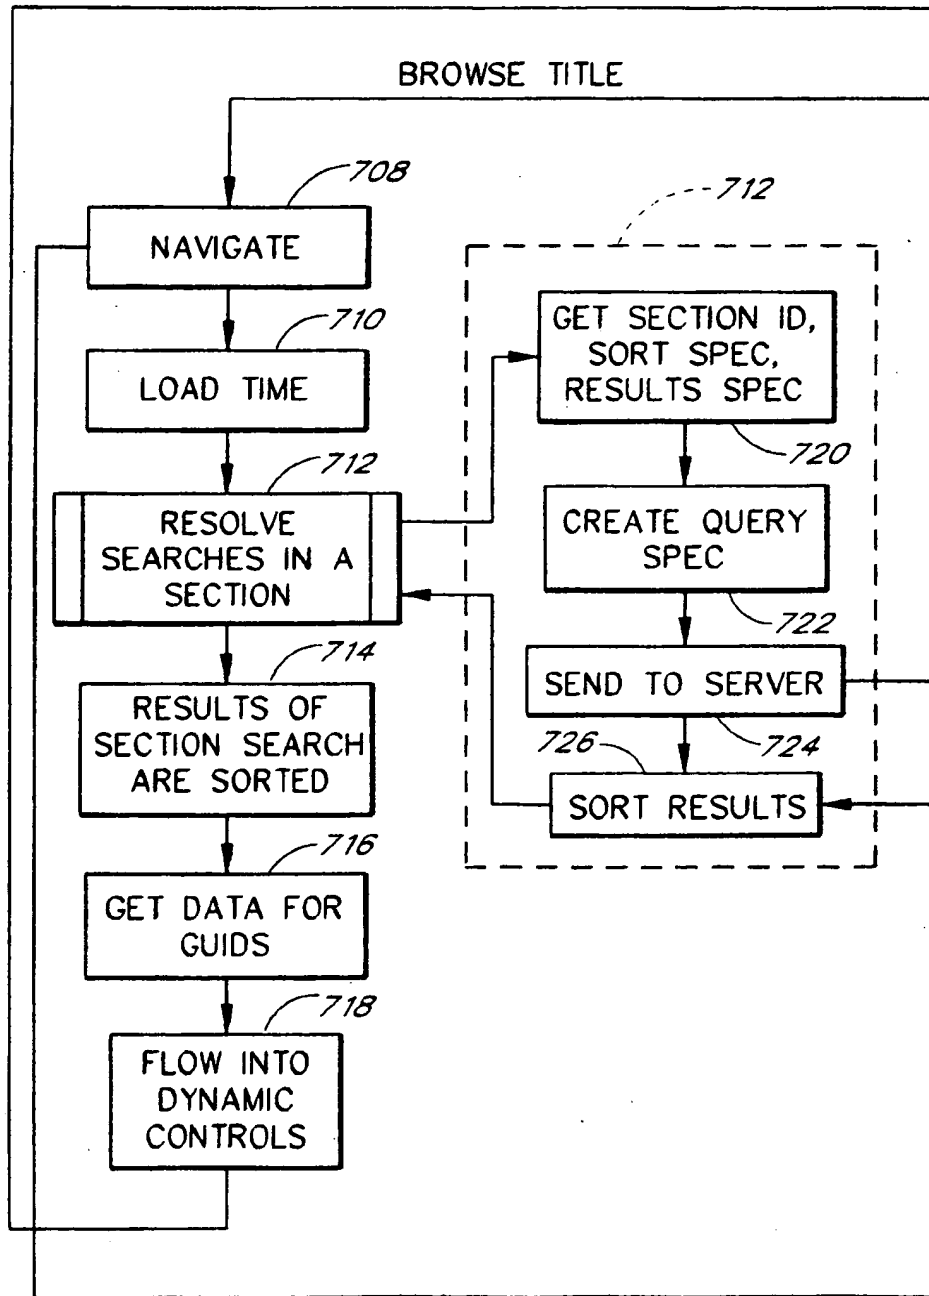 BROWSE TITLE
708
NAVIGATE
710
LOAD TIME
712
RESOLVE
SEARCHES IN A
SECTION
714
RESULTS OF
SECTION SEARCH
ARE SORTED
716
GET DATA FOR
GUIDS
718
FLOW INTO
DYNAMIC
CONTROLS
712
GET SECTION ID,
SORT SPEC,
RESULTS SPEC
720
CREATE QUERY
SPEC
722
SEND TO SERVER
724
726
SORT RESULTS